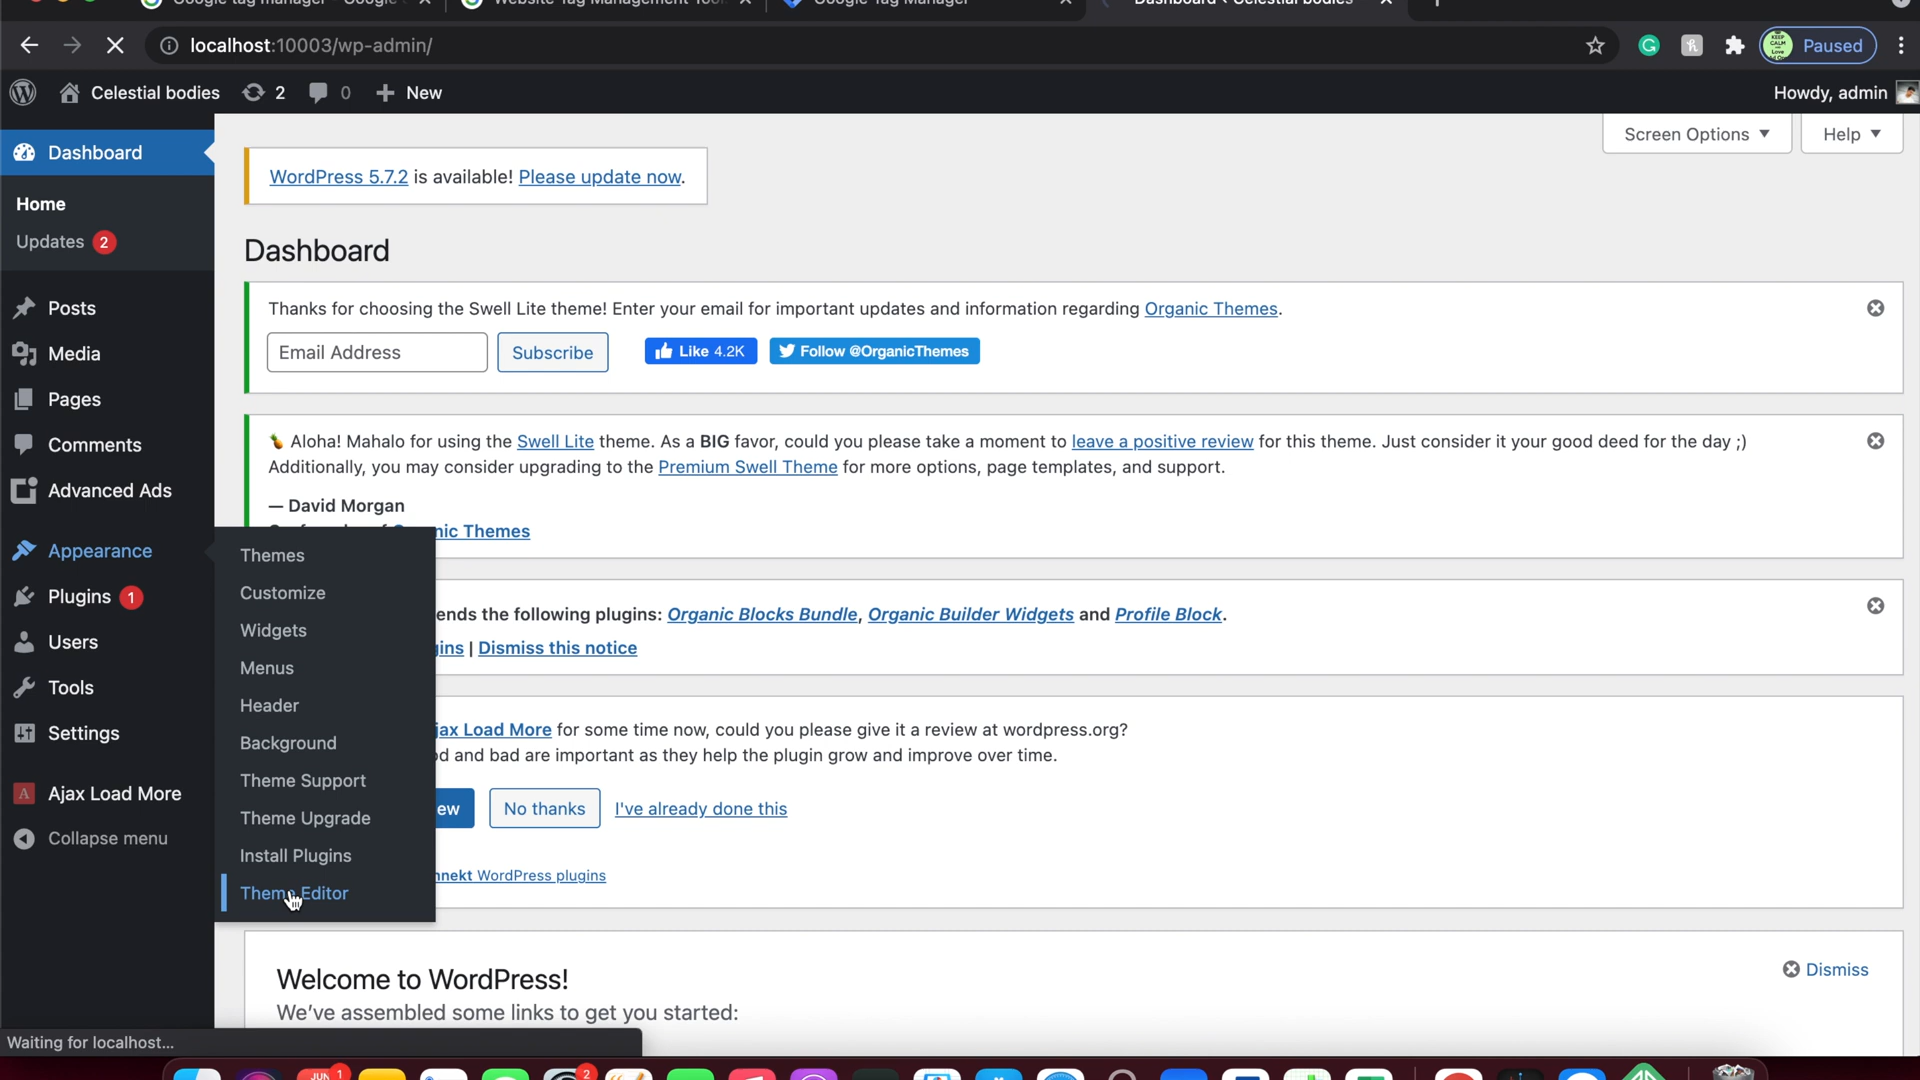 localhost:10003/wp-admin/
Paused
Celestial bodies
2
0
New
Howdy, admin
Screen Options
Help
Dashboard
WordPress 5.7.2 is available! Please update now.
Home
Updates 2
Dashboard
Thanks for choosing the Swell Lite theme! Enter your email for important updates and information regarding Organic Themes.
Email Address
Subscribe
Like 4.2K
Follow @OrganicThemes
Posts
Media
Pages
Comments
Advanced Ads
Aloha! Mahalo for using the Swell Lite theme. As a BIG favor, could you please take a moment to leave a positive review for this theme. Just consider it your good deed for the day ;)
Additionally, you may consider upgrading to the Premium Swell Theme for more options, page templates, and support.
— David Morgan
nic Themes
Appearance
Plugins 1
Users
Tools
Settings
Ajax Load More
Collapse menu
Themes
Customize
Widgets
Menus
Header
Background
Theme Support
Theme Upgrade
Install Plugins
Theme Editor
ends the following plugins: Organic Blocks Bundle, Organic Builder Widgets and Profile Block.
gins | Dismiss this notice
jax Load More for some time now, could you please give it a review at wordpress.org?
od and bad are important as they help the plugin grow and improve over time.
ew
No thanks
I've already done this
nnekt WordPress plugins
Welcome to WordPress!
Dismiss
We've assembled some links to get you started:
Waiting for localhost...
JUN 1
2